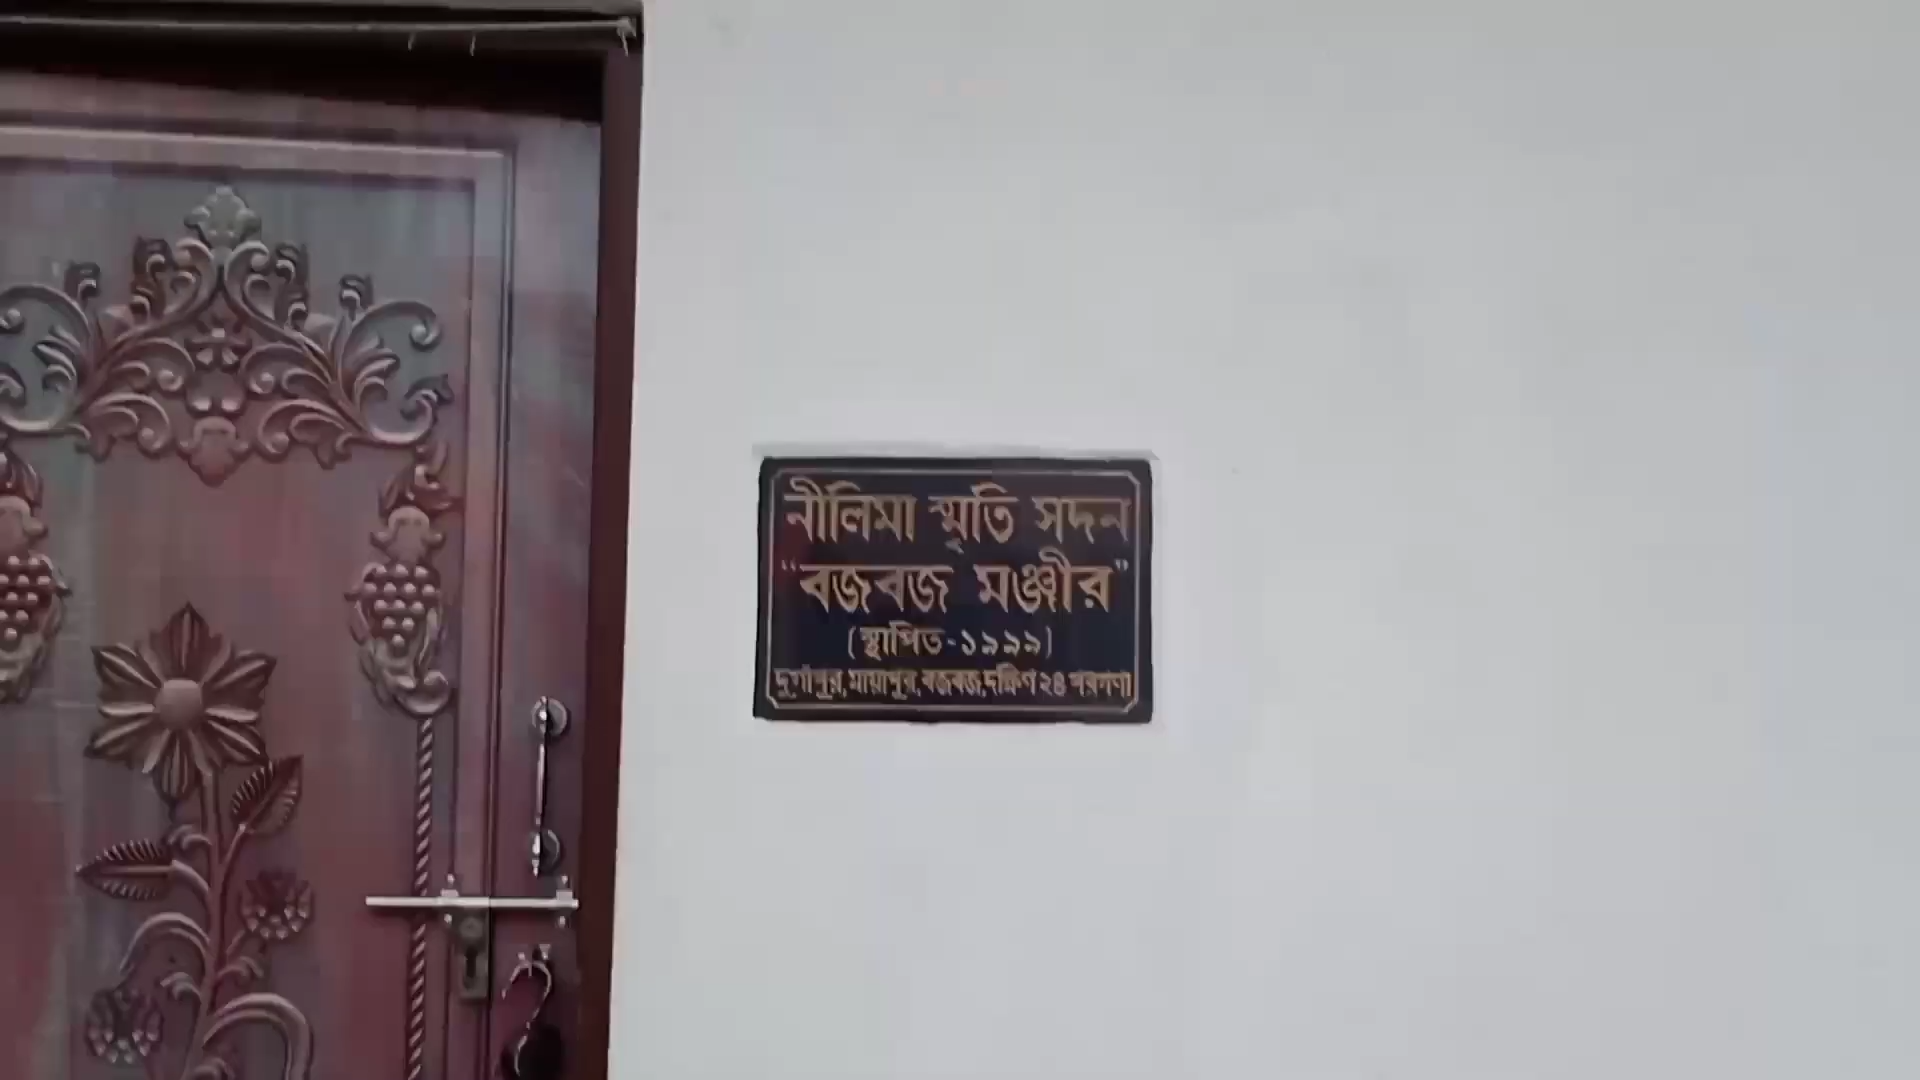 নীলিমা স্মৃতি সদন
"বজবজ মঞ্জীর"
(স্থাপিত-১৯৯৯)
দুর্গাপুর,মায়াপুর,বজবজ,দক্ষিণ ২৪ পরগণা